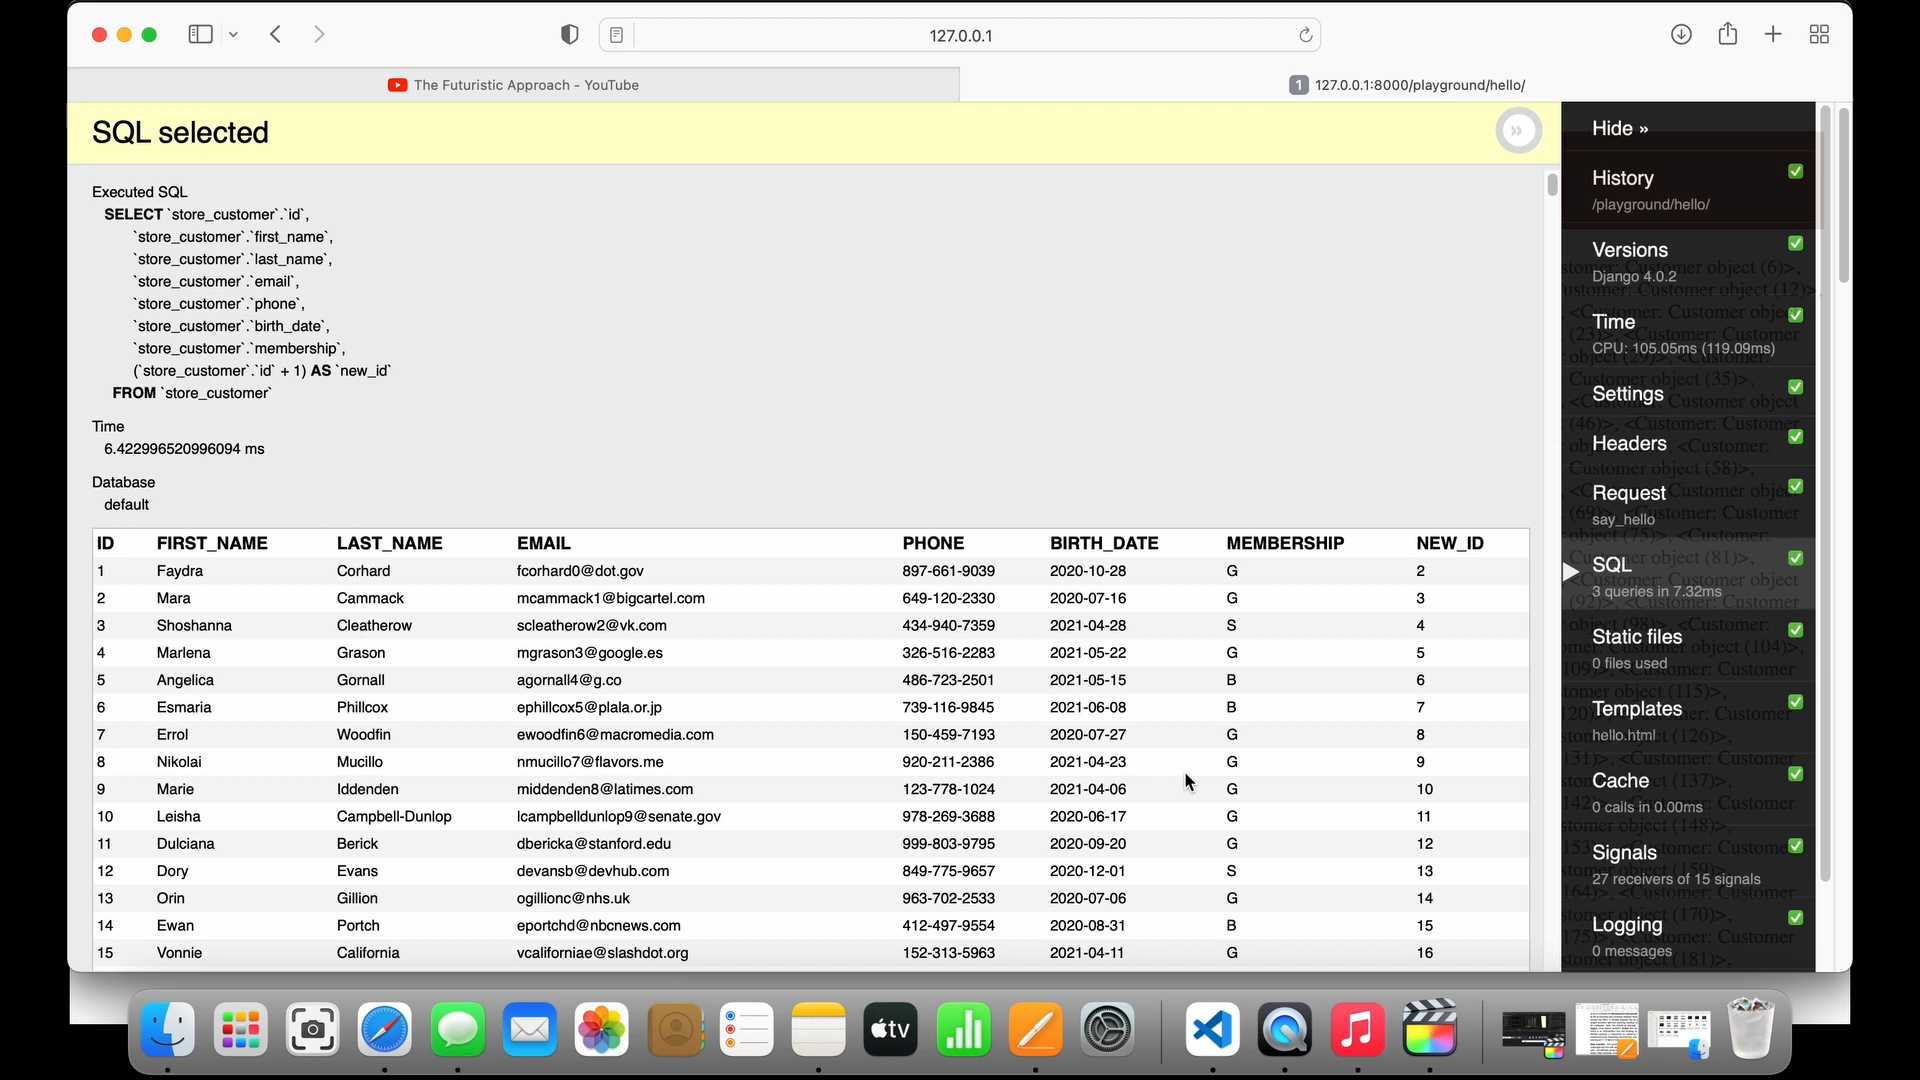 127.0.0.1
The Futuristic Approach - YouTube
1 127.0.0.1:8000/playground/hello/
SQL selected
»
Executed SQL
SELECT `store_customer`.`id`,
`store_customer`.`first_name`,
`store_customer`.`last_name`,
`store_customer`.`email`,
`store_customer`.`phone`,
`store_customer`.`birth_date`,
`store_customer`.`membership`,
(`store_customer`.`id` + 1) AS `new_id`
FROM `store_customer`
Time
6.422996520996094 ms
Database
default
ID FIRST_NAME LAST_NAME EMAIL PHONE BIRTH_DATE MEMBERSHIP NEW_ID
1 Faydra Corhard fcorhard0@dot.gov 897-661-9039 2020-10-28 G 2
2 Mara Cammack mcammack1@bigcartel.com 649-120-2330 2020-07-16 G 3
3 Shoshanna Cleatherow scleatherow2@vk.com 434-940-7359 2021-04-28 S 4
4 Marlena Grason mgrason3@google.es 326-516-2283 2021-05-22 G 5
5 Angelica Gornall agornall4@g.co 486-723-2501 2021-05-15 B 6
6 Esmaria Phillcox ephillcox5@plala.or.jp 739-116-9845 2021-06-08 B 7
7 Errol Woodfin ewoodfin6@macromedia.com 150-459-7193 2020-07-27 G 8
8 Nikolai Mucillo nmucillo7@flavors.me 920-211-2386 2021-04-23 G 9
9 Marie Iddenden middenden8@latimes.com 123-778-1024 2021-04-06 G 10
10 Leisha Campbell-Dunlop lcampbelldunlop9@senate.gov 978-269-3688 2020-06-17 G 11
11 Dulciana Berick dbericka@stanford.edu 999-803-9795 2020-09-20 G 12
12 Dory Evans devansb@devhub.com 849-775-9657 2020-12-01 S 13
13 Orin Gillion ogillionc@nhs.uk 963-702-2533 2020-07-06 G 14
14 Ewan Portch eportchd@nbcnews.com 412-497-9554 2020-08-31 B 15
15 Vonnie California vcaliforniae@slashdot.org 152-313-5963 2021-04-11 G 16
Hide »
History
/playground/hello/
Versions
Django 4.0.2
Time
CPU: 105.05ms (119.09ms)
Settings
Headers
Request
say_hello
SQL
3 queries in 7.32ms
Static files
0 files used
Templates
hello.html
Cache
0 calls in 0.00ms
Signals
27 receivers of 15 signals
Logging
0 messages
tv